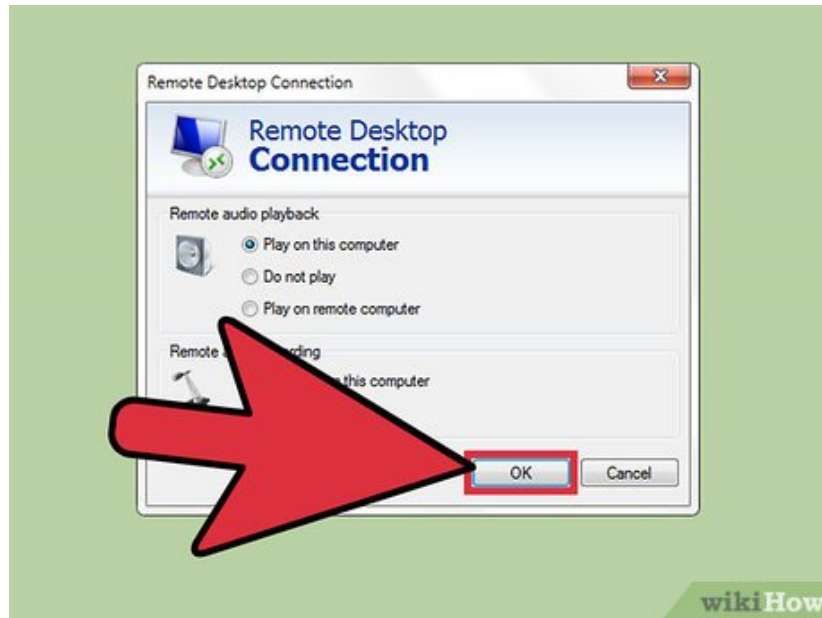 Remote Desktop Connection
Remote Desktop
Connection
Remote audio playback
Play on this computer
Do not play
Play on remote computer
Remote
this computer
OK Cancel
wikiHow